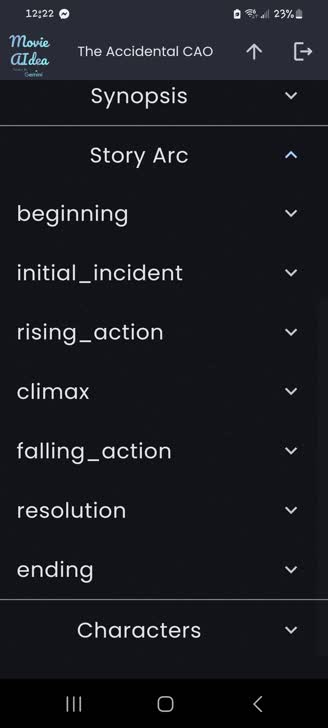 12:22
23%
Movie
AIdea
Gemini
The Accidental CAO
Synopsis
Story Arc
beginning
initial_incident
rising_action
climax
falling_action
resolution
ending
Characters